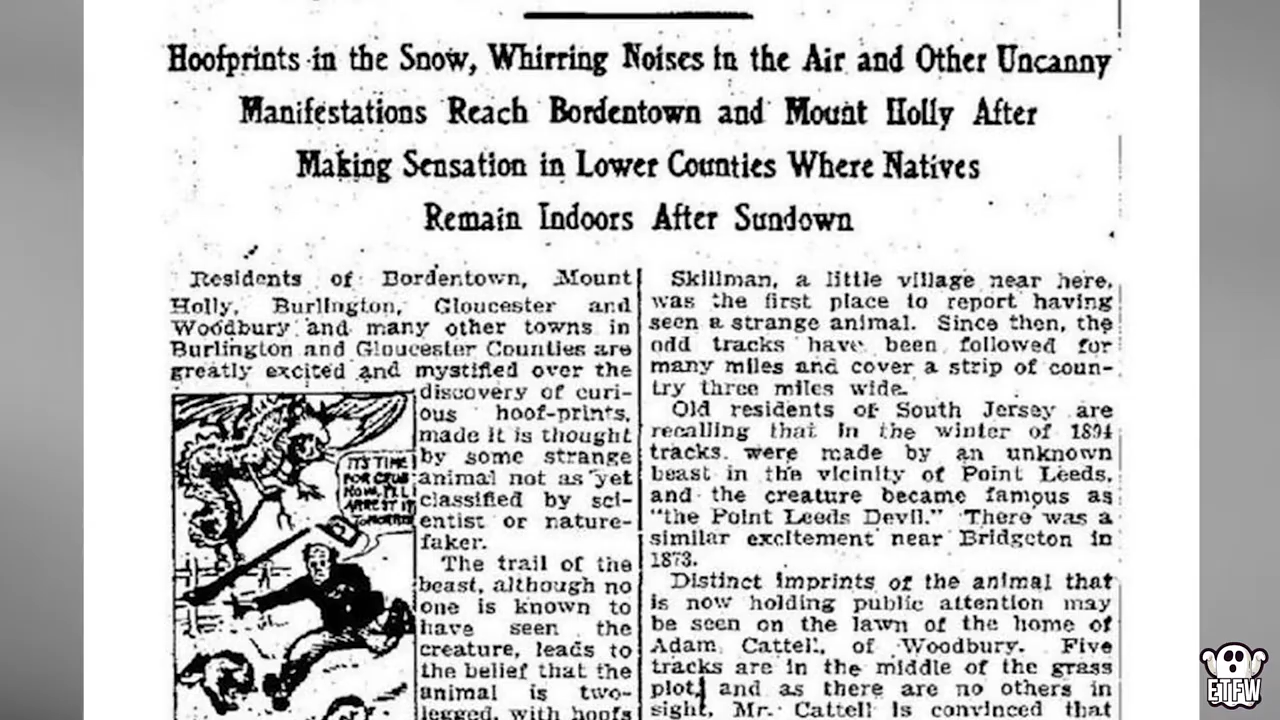 Hoofprints in the Snow, Whirring Noises in the Air and Other Uncanny
Manifestations Reach Bordentown and Mount Holly After
Making Sensation in Lower Counties Where Natives
Remain Indoors After Sundown
Residents of Bordentown, Mount
Holly, Burlington, Gloucester and
Woodbury and many other towns in
Burlington and Gloucester Counties are
greatly excited and mystified over the
discovery of curi-
ous hoof-prints,
made it is thought
by some strange
animal not as yet
classified by sci-
entist or nature-
faker.
The trail of the
beast, although no
one is known to
have seen the
creature, leads to
the belief that the
animal is two-
legged, with hoofs
IT'S TIME
FOR
NOW, I'LL
ARREST IT
TOMORROW
Skillman, a little village near here,
was the first place to report having
seen a strange animal. Since then, the
odd tracks have been followed for
many miles and cover a strip of coun-
try three miles wide.
Old residents of South Jersey are
recalling that in the winter of 1894
tracks were made by an unknown
beast in the vicinity of Point Leeds,
and the creature became famous as
"the Point Leeds Devil." There was a
similar excitement near Bridgeton in
1873.
Distinct imprints of the animal that
is now holding public attention may
be seen on the lawn of the home of
Adam Cattell, of Woodbury. Five
tracks are in the middle of the grass
plot, and as there are no others in
sight, Mr. Cattell is convinced that
ETFW